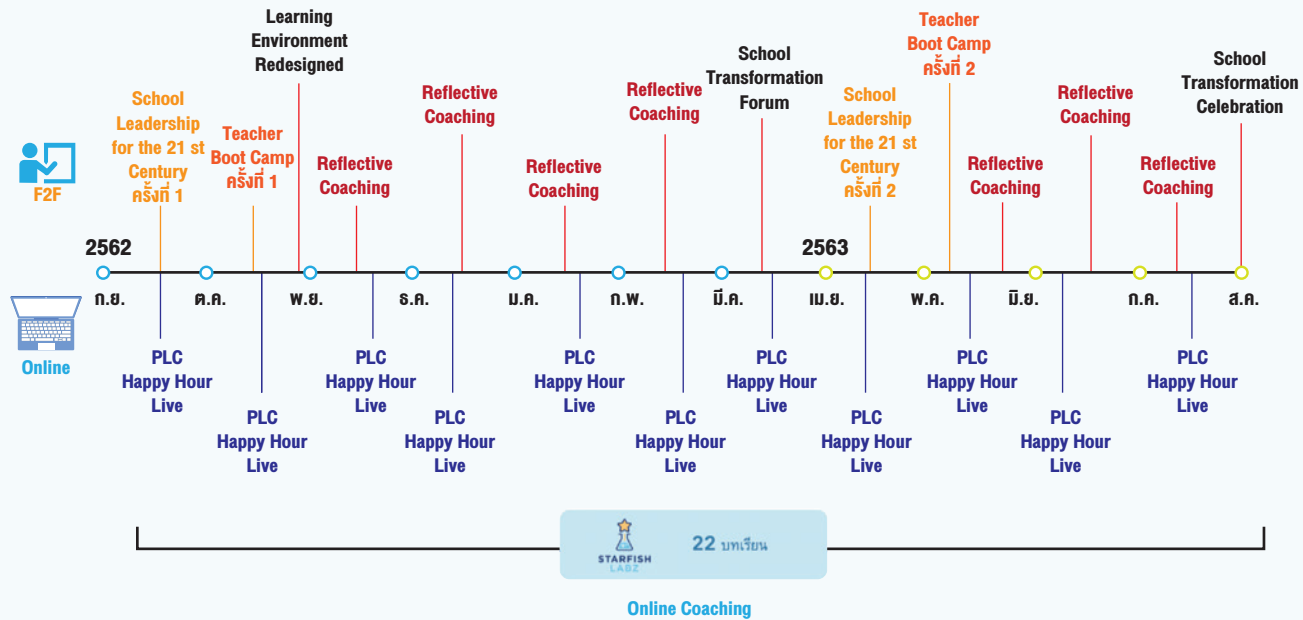 Learning
Environment
Redesigned
Teacher
Boot Camp
ครั้งที่ 2
School
Transformation
Forum
School
Transformation
Celebration
School
Leadership
for the 21 st
Century
ครั้งที่ 1
Teacher
Boot Camp
ครั้งที่ 1
Reflective
Coaching
Reflective
Coaching
Reflective
Coaching
Reflective
Coaching
School
Leadership
for the 21 st
Century
ครั้งที่ 2
Reflective
Coaching
Reflective
Coaching
Reflective
Coaching
F2F
2562
2563
ก.ย.
ต.ค.
พ.ย.
ธ.ค.
ม.ค.
ก.พ.
มี.ค.
เม.ย.
พ.ค.
มิ.ย.
ก.ค.
ส.ค.
Online
PLC
Happy Hour
Live
PLC
Happy Hour
Live
PLC
Happy Hour
Live
PLC
Happy Hour
Live
PLC
Happy Hour
Live
PLC
Happy Hour
Live
PLC
Happy Hour
Live
PLC
Happy Hour
Live
PLC
Happy Hour
Live
PLC
Happy Hour
Live
PLC
Happy Hour
Live
STARFISH
LABZ
22 บทเรียน
Online Coaching